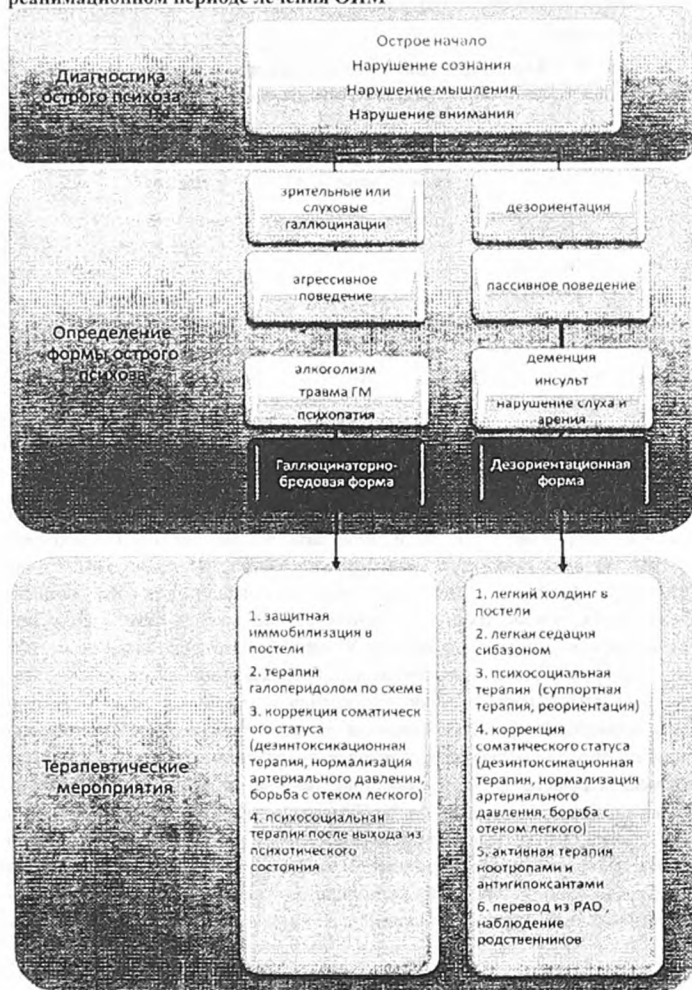 реанимационном периоде лечения ОИМ
Диагностика
острого психоза
Острое начало
Нарушение сознания
Нарушение мышления
Нарушение внимания
Определение
формы острого
психоза
зрительные или
слуховые
галлюцинации
агрессивное
поведение
алкоголизм
травма ГМ
психопатия
Галлюцинаторно-
бредовая форма
дезориентация
пассивное поведение
деменция
инсульт
нарушение слуха и
зрения
Дезориентационная
форма
Терапевтические
мероприятия
1. защитная
иммобилизация в
постели
2. терапия
галоперидолом по схеме
3. коррекция соматическ
ого статуса
(дезинтоксикационная
терапия, нормализация
артериального давления,
борьба с отеком легкого)
4. психосоциальная
терапия после выхода из
психотического
состояния
1. легкий холдинг в
постели
2. легкая седация
сибазоном
3. психосоциальная
терапия (суппортная
терапия, реориентация)
4. коррекция
соматического статуса
(дезинтоксикационная
терапия, нормализация
артериального
давления, борьба с
отеком легкого)
5. активная терапия
ноотропами и
антигипоксантами
6. перевод из РАО,
наблюдение
родственников